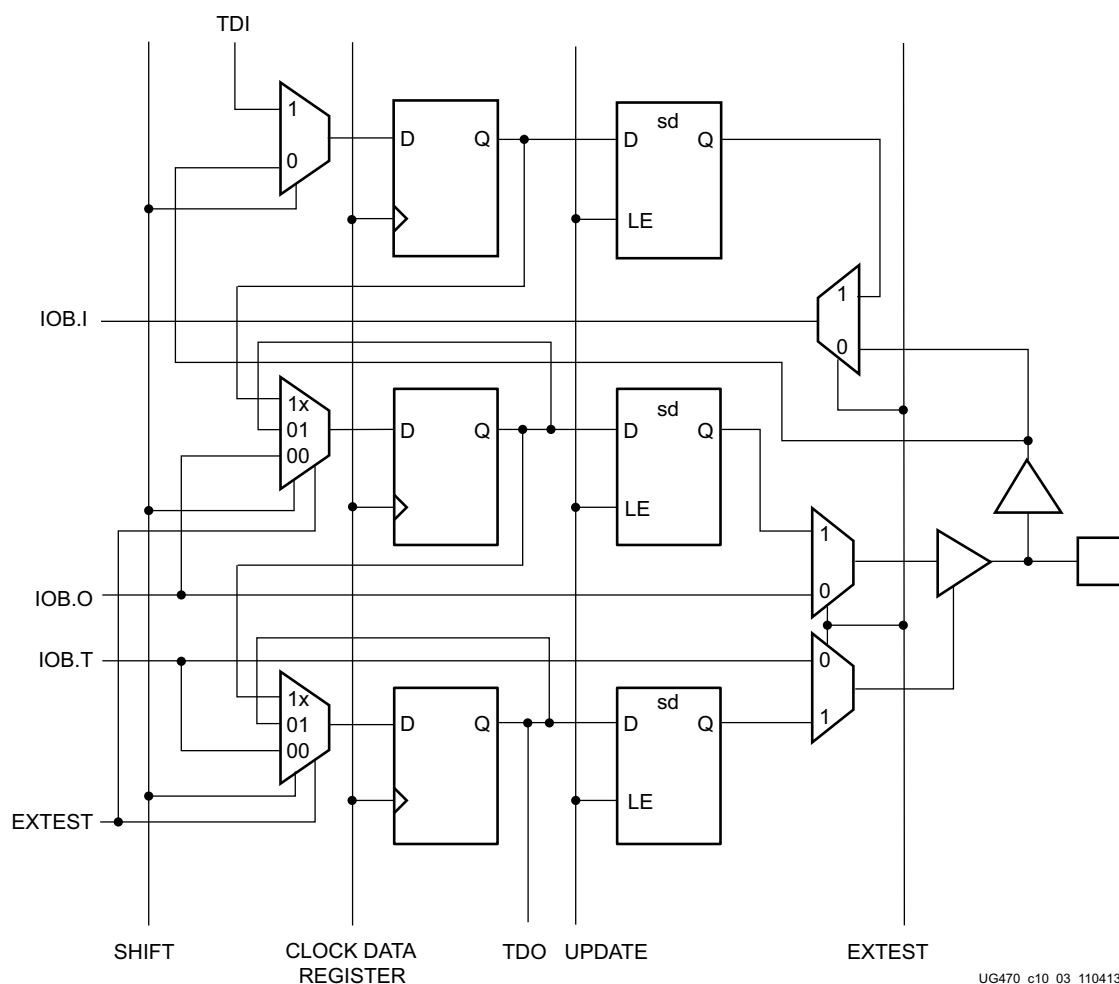 TDI
1
0
D
Q
sd
D
Q
LE
1
0
IOB.I
1x
01
00
D
Q
sd
D
Q
LE
1
0
IOB.O
IOB.T
0
1
1x
01
00
D
Q
sd
D
Q
LE
EXTEST
SHIFT
CLOCK DATA
REGISTER
TDO
UPDATE
EXTEST
UG470_c10_03_110413